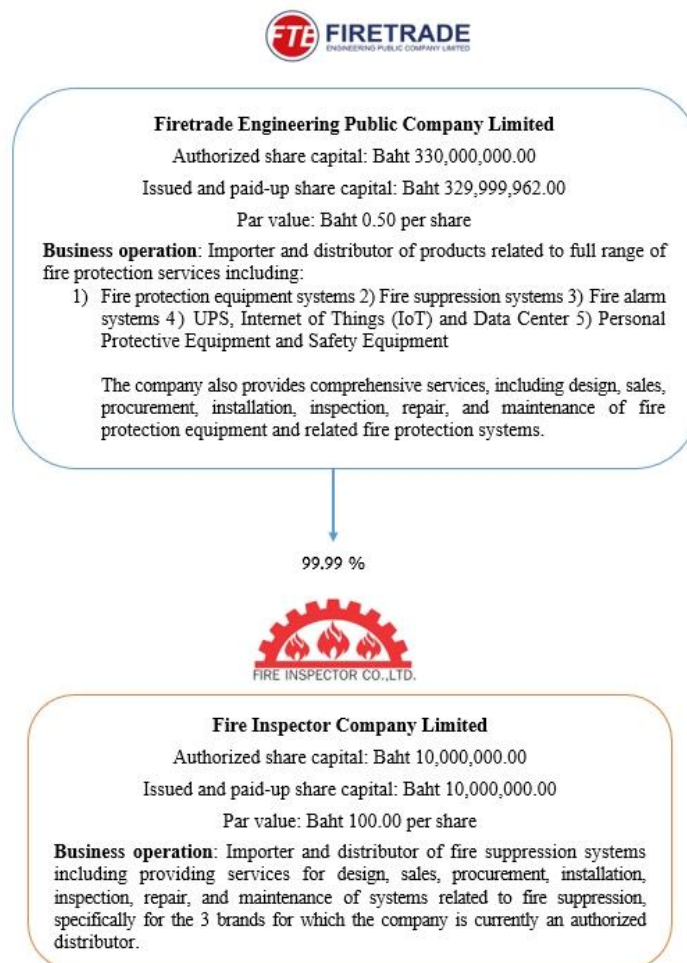 FTE FIRETRADE
ENGINEERING PUBLIC COMPANY LIMITED
Firetrade Engineering Public Company Limited
Authorized share capital: Baht 330,000,000.00
Issued and paid-up share capital: Baht 329,999,962.00
Par value: Baht 0.50 per share
Business operation: Importer and distributor of products related to full range of
fire protection services including:
1) Fire protection equipment systems 2) Fire suppression systems 3) Fire alarm
systems 4) UPS, Internet of Things (IoT) and Data Center 5) Personal
Protective Equipment and Safety Equipment
The company also provides comprehensive services, including design, sales,
procurement, installation, inspection, repair, and maintenance of fire
protection equipment and related fire protection systems.
99.99 %
FIRE INSPECTOR CO.,LTD.
Fire Inspector Company Limited
Authorized share capital: Baht 10,000,000.00
Issued and paid-up share capital: Baht 10,000,000.00
Par value: Baht 100.00 per share
Business operation: Importer and distributor of fire suppression systems
including providing services for design, sales, procurement, installation,
inspection, repair, and maintenance of systems related to fire suppression,
specifically for the 3 brands for which the company is currently an authorized
distributor.